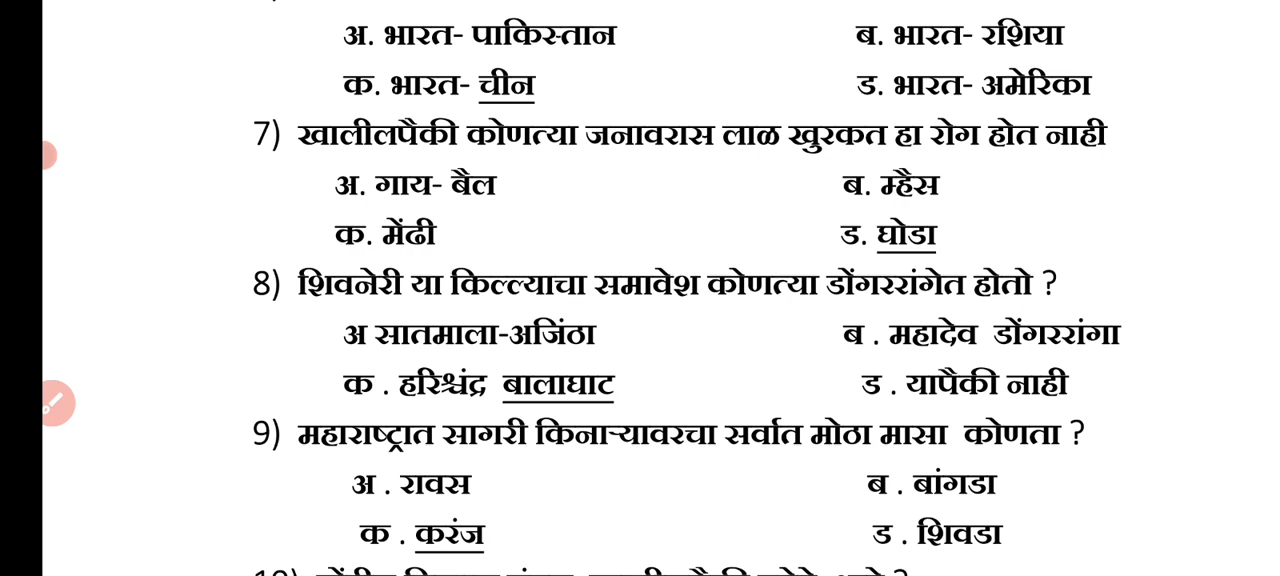 अ. भारत- पाकिस्तान ब. भारत- रशिया
क. भारत- चीन ड. भारत- अमेरिका
7) खालीलपैकी कोणत्या जनावरास लाळ खुरकत हा रोग होत नाही
अ. गाय- बैल ब. म्हैस
क. मेंढी ड. घोडा
8) शिवनेरी या किल्ल्याचा समावेश कोणत्या डोंगररांगेत होतो ?
अ सातमाला-अजिंठा ब . महादेव डोंगररांगा
क . हरिश्चंद्र बालाघाट ड . यापैकी नाही
9) महाराष्ट्रात सागरी किनाऱ्यावरचा सर्वात मोठा मासा कोणता ?
अ . रावस ब . बांगडा
क . करंज ड . शिवडा